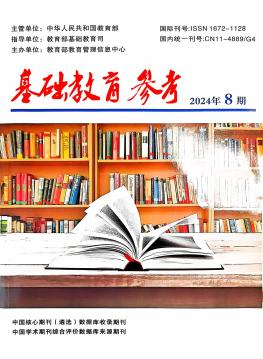 主管单位：中华人民共和国教育部
国际刊号：ISSN 1672-1128
指导单位：教育部基础教育司
国内统一刊号：CN11-4889/G4
主办单位：教育部教育管理信息中心
基础教育参考
2024年 8 期
中国核心期刊（遴选）数据库收录期刊
中国学术期刊综合评价数据库来源期刊